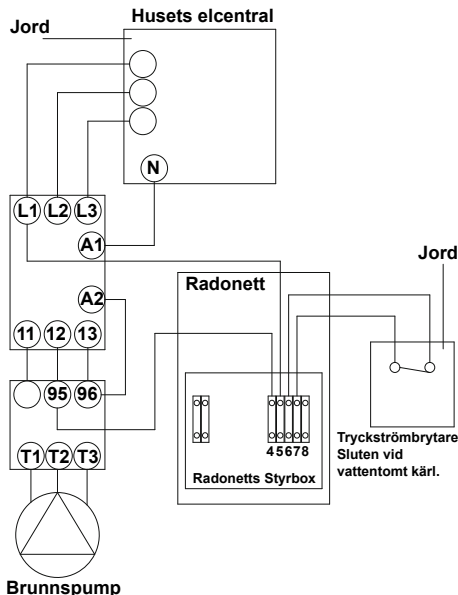 Husets elcentral
Jord
N
L1 L2 L3
A1
Jord
Radonett
A2
11 12 13
95 96
4 5 6 7 8
Tryckströmbrytare
Sluten vid
vattentomt kärl.
Radonetts Styrbox
T1 T2 T3
Brunnspump